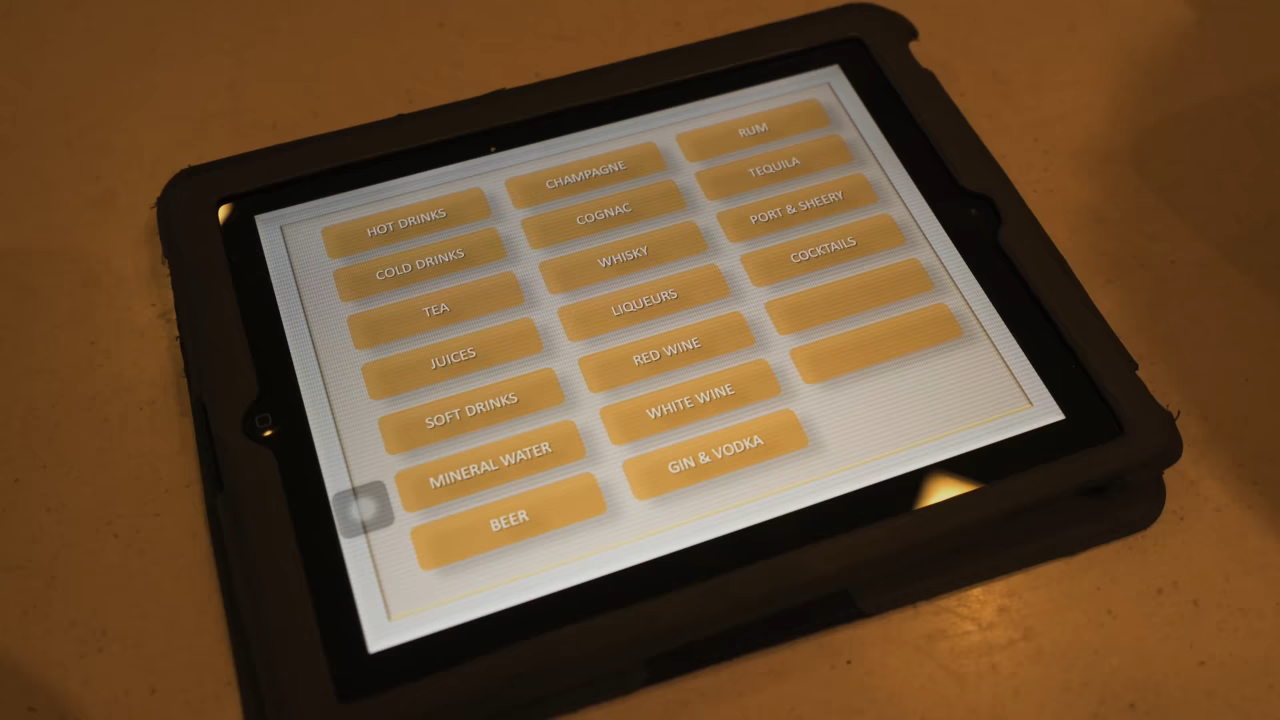 HOT DRINKS
COLD DRINKS
TEA
JUICES
SOFT DRINKS
MINERAL WATER
BEER
CHAMPAGNE
COGNAC
WHISKY
LIQUEURS
RED WINE
WHITE WINE
GIN & VODKA
RUM
TEQUILA
PORT & SHEERY
COCKTAILS